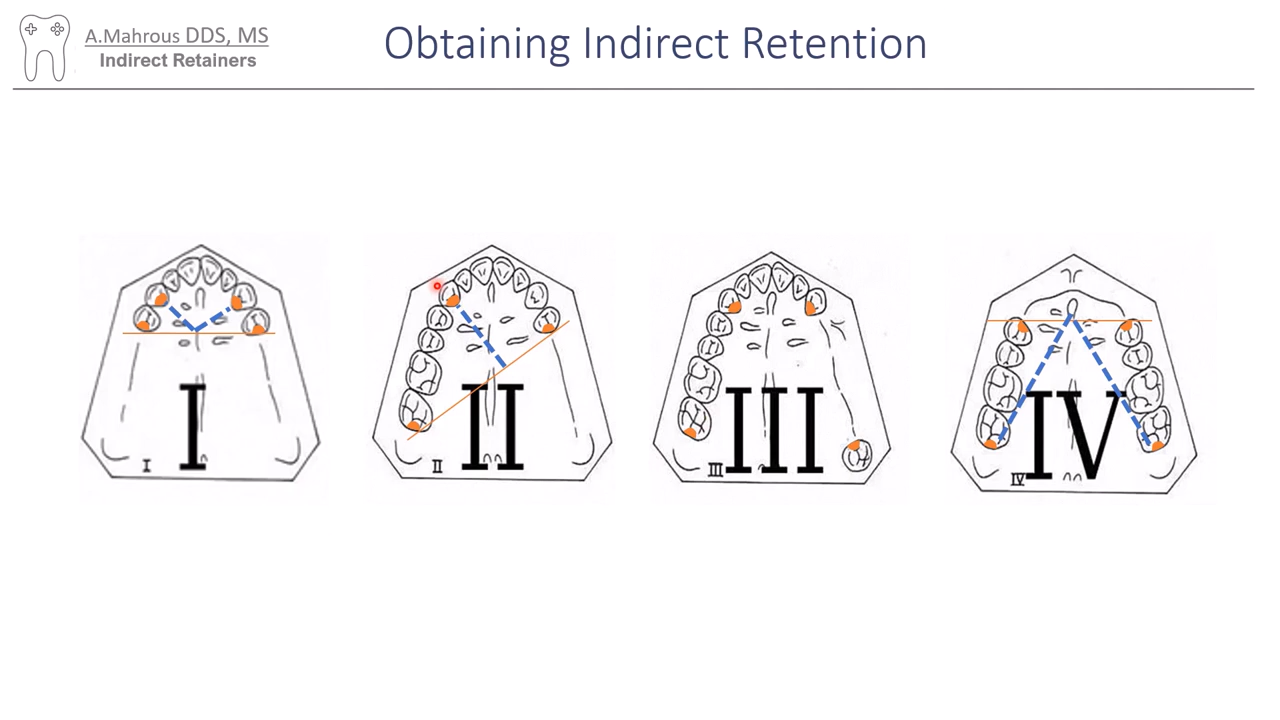 A.Mahrous DDS, MS
Indirect Retainers
Obtaining Indirect Retention
I
I
II
II
III
III
IV
IV